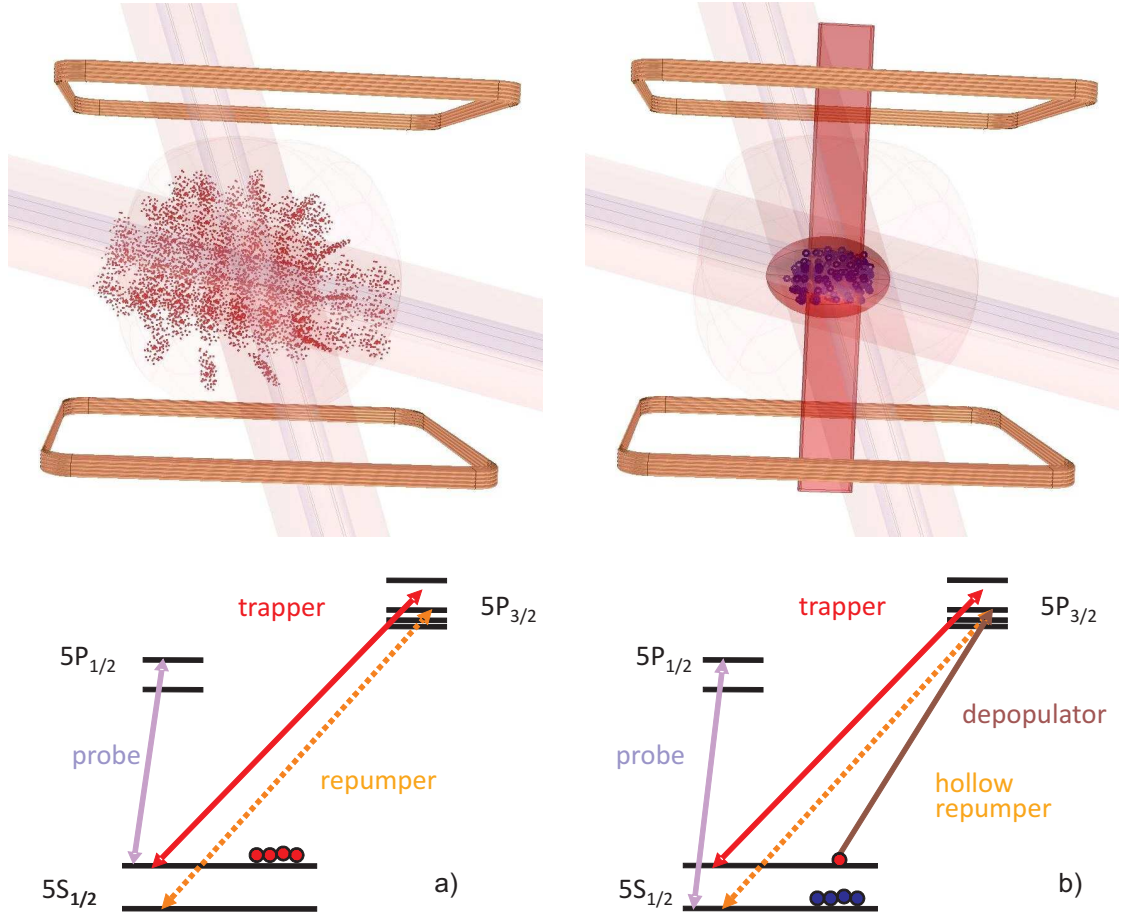 trapper
5P3/2
5P1/2
probe
repumper
5S1/2
a)
trapper
5P3/2
5P1/2
depopulator
probe
hollow
repumper
5S1/2
b)